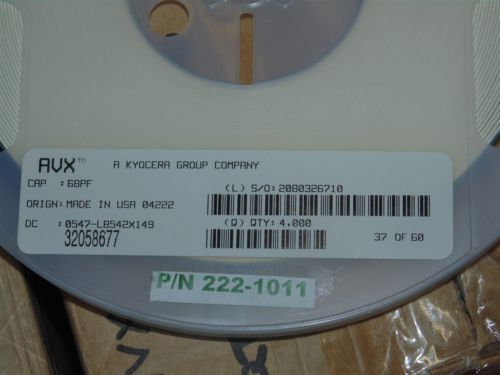 AVX™ A KYOCERA GROUP COMPANY
CAP : 68PF (L) S/O: 2080326710
ORIGN: MADE IN USA 04222
DC : 0547-L8542X149 (Q) QTY: 4,000
32058677 37 OF 60
P/N 222-1011